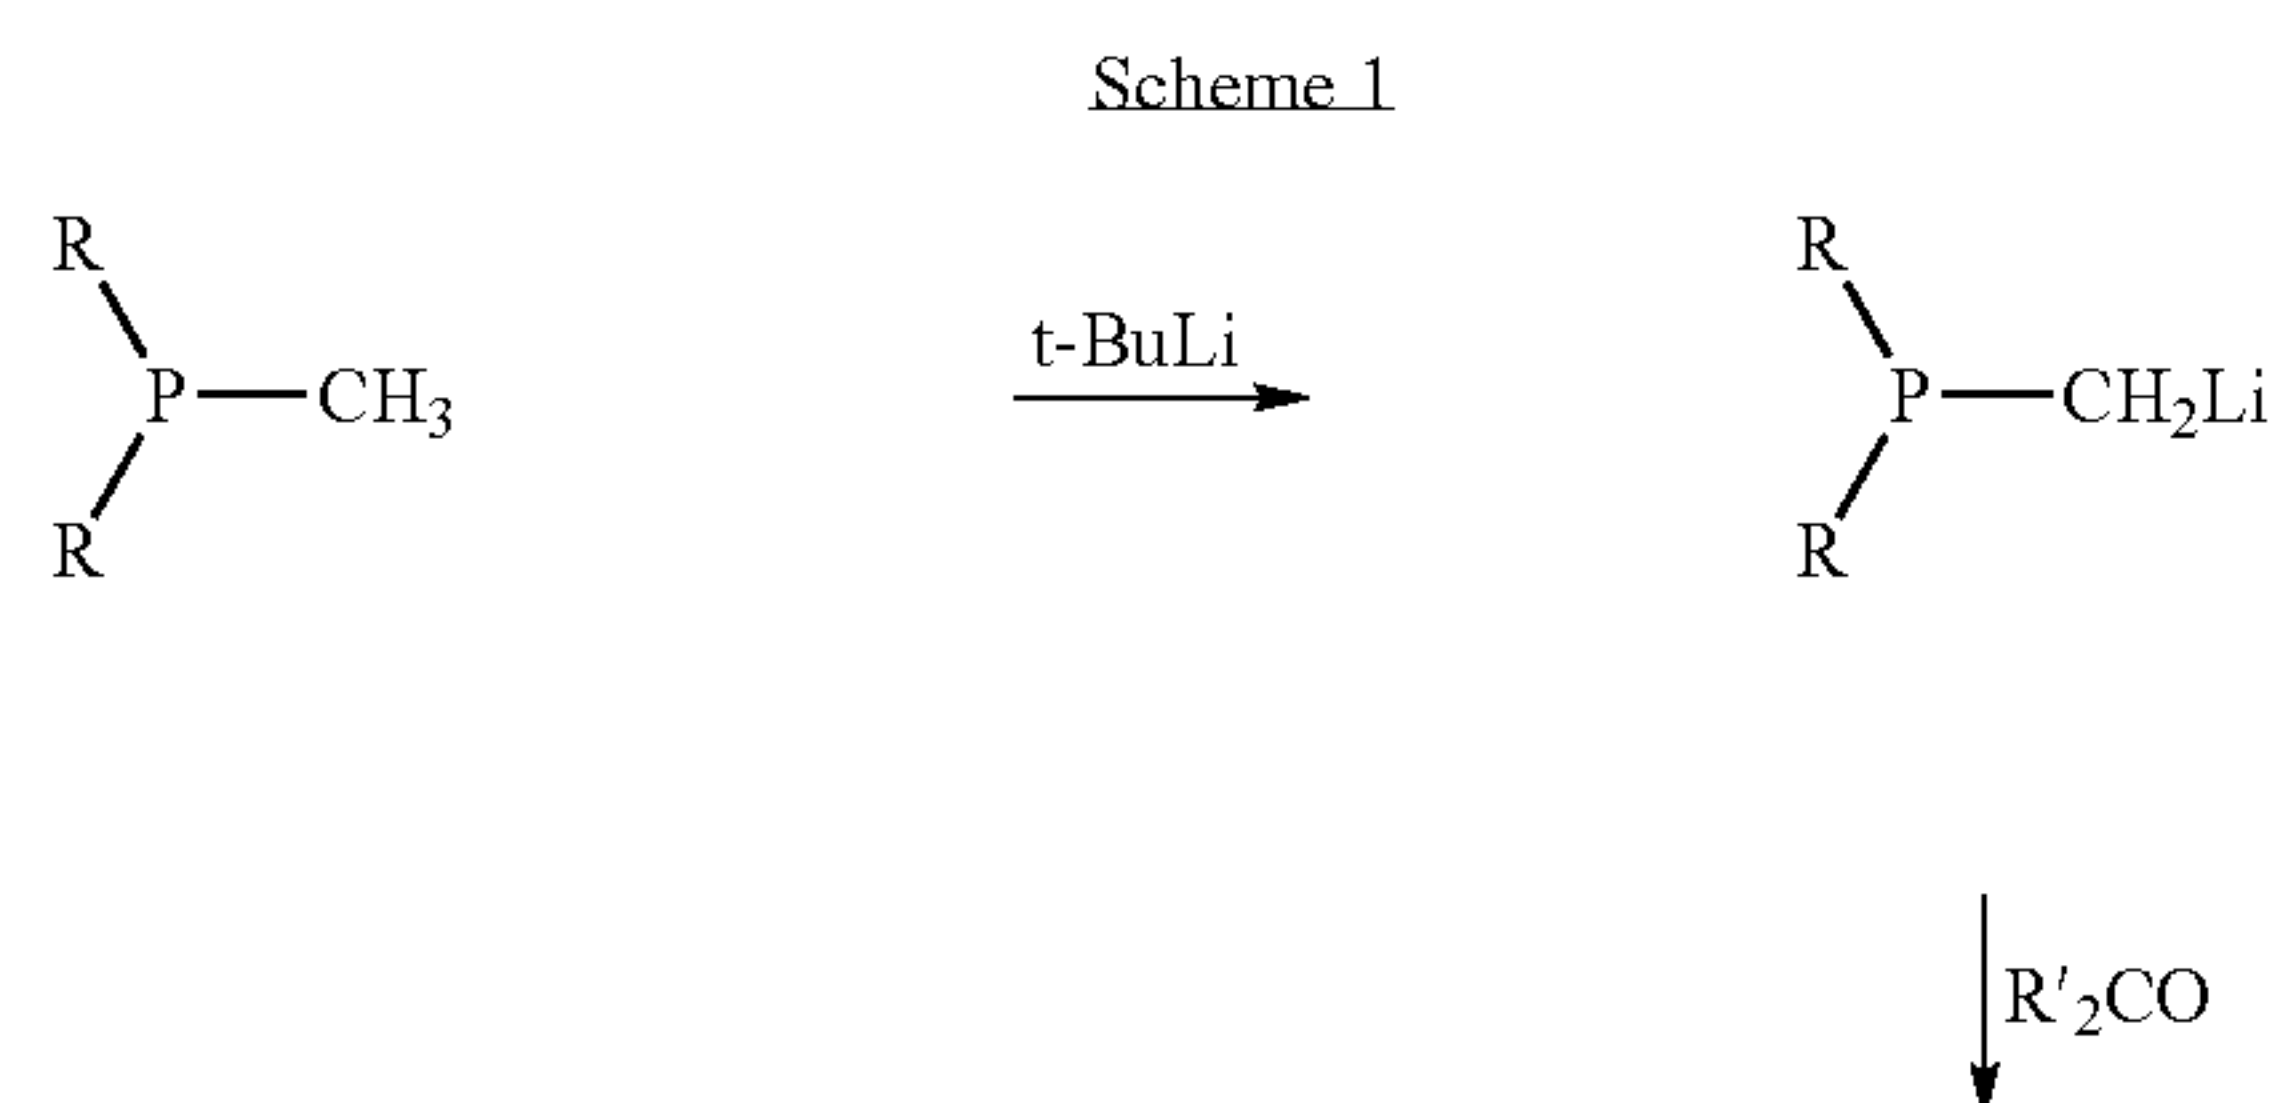 Scheme 1
R
R
t-BuLi
P—CH₃
P—CH₂Li
R
R
R'₂CO